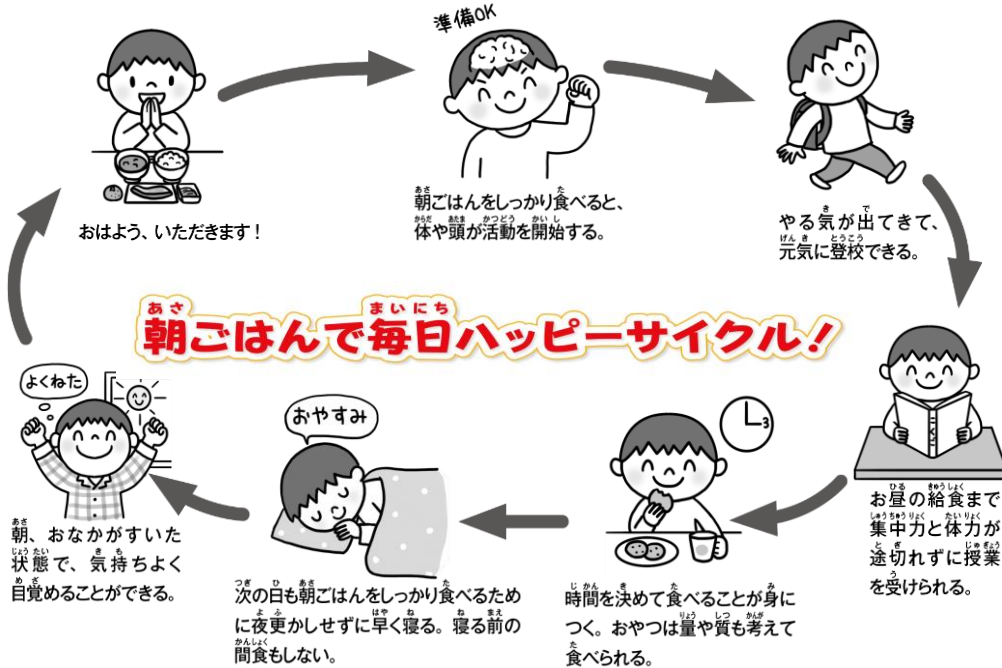 準備OK
おはよう、いただきます！
朝ごはんをしっかり食べると、
体や頭が活動を開始する。
やる気が出てきて、
元気に登校できる。
朝ごはんで毎日ハッピーサイクル！
お昼の給食まで
集中力と体力が
途切れずに授業
を受けられる。
3
時間を決めて食べることが身に
つく。おやつは量や質も考えて
食べられる。
おやすみ
次の日も朝ごはんをしっかり食べるため
に夜更かしせずに早く寝る。寝る前の
間食もしない。
よくねた
朝、おなかがすいた
状態で、気持ちよく
目覚めることができる。